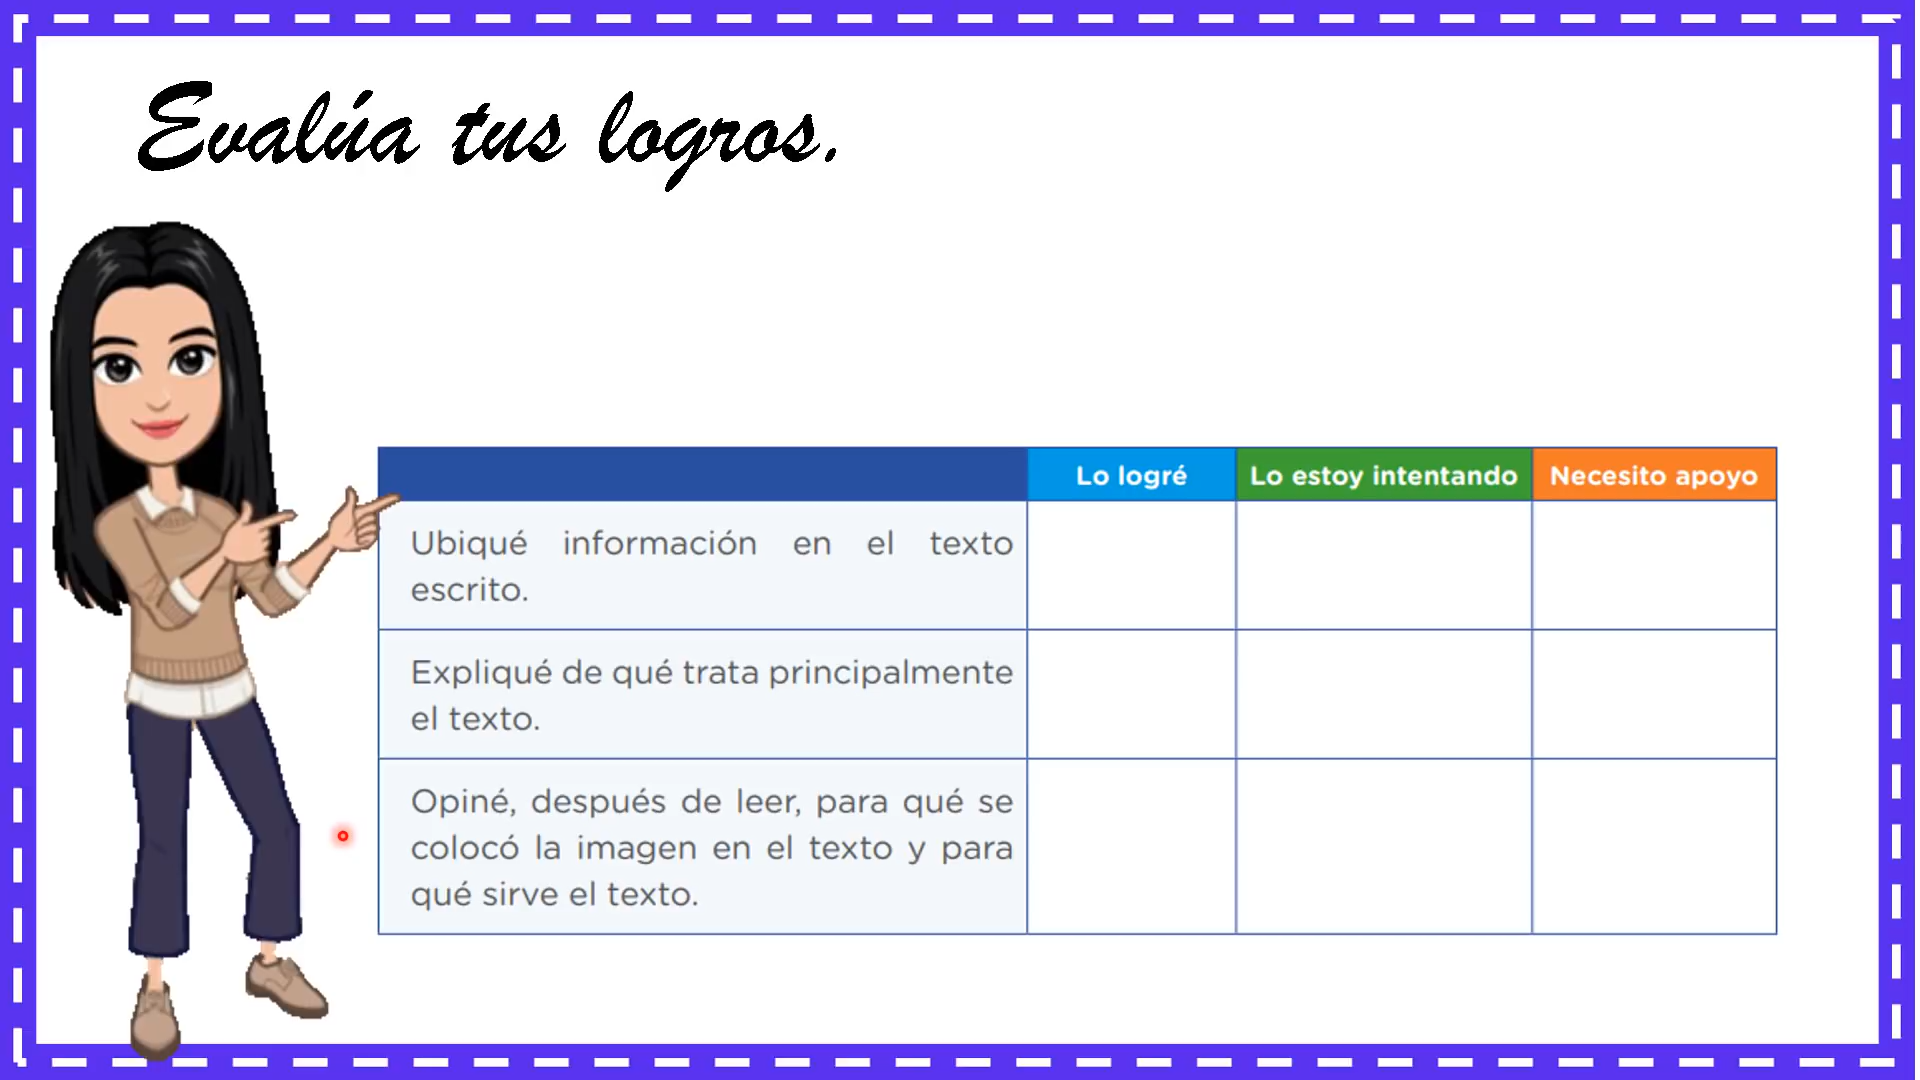 Evalúa tus logros.
Lo logré Lo estoy intentando Necesito apoyo
Ubiqué información en el texto
escrito.
Expliqué de qué trata principalmente
el texto.
Opiné, después de leer, para qué se
colocó la imagen en el texto y para
qué sirve el texto.